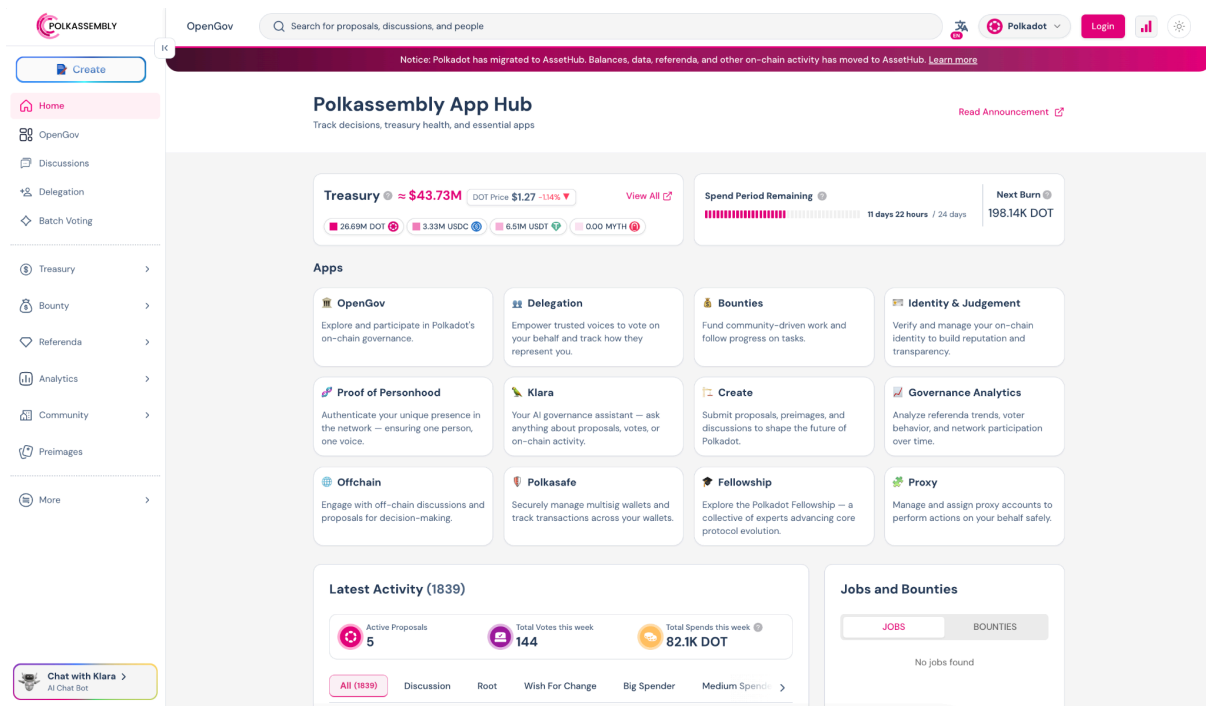 POLKASSEMBLY
OpenGov
Search for proposals, discussions, and people
EN
Polkadot
Login
Notice: Polkadot has migrated to AssetHub. Balances, data, referenda, and other on-chain activity has moved to AssetHub. Learn more
Create
Home
OpenGov
Discussions
Delegation
Batch Voting
Treasury
Bounty
Referenda
Analytics
Community
Preimages
More
Chat with Klara
AI Chat Bot
Polkassembly App Hub
Track decisions, treasury health, and essential apps
Read Announcement
Treasury ≈ $43.73M DOT Price $1.27 -1.14% View All
26.69M DOT 3.33M USDC 6.51M USDT 0.00 MYTH
Spend Period Remaining
11 days 22 hours / 24 days
Next Burn
198.14K DOT
Apps
OpenGov
Explore and participate in Polkadot's
on-chain governance.
Delegation
Empower trusted voices to vote on
your behalf and track how they
represent you.
Bounties
Fund community-driven work and
follow progress on tasks.
Identity & Judgement
Verify and manage your on-chain
identity to build reputation and
transparency.
Proof of Personhood
Authenticate your unique presence in
the network — ensuring one person,
one voice.
Klara
Your AI governance assistant — ask
anything about proposals, votes, or
on-chain activity.
Create
Submit proposals, preimages, and
discussions to shape the future of
Polkadot.
Governance Analytics
Analyze referenda trends, voter
behavior, and network participation
over time.
Offchain
Engage with off-chain discussions and
proposals for decision-making.
Polkasafe
Securely manage multisig wallets and
track transactions across your wallets.
Fellowship
Explore the Polkadot Fellowship — a
collective of experts advancing core
protocol evolution.
Proxy
Manage and assign proxy accounts to
perform actions on your behalf safely.
Latest Activity (1839)
Active Proposals
5
Total Votes this week
144
Total Spends this week
82.1K DOT
All (1839) Discussion Root Wish For Change Big Spender Medium Spende
Jobs and Bounties
JOBS BOUNTIES
No jobs found